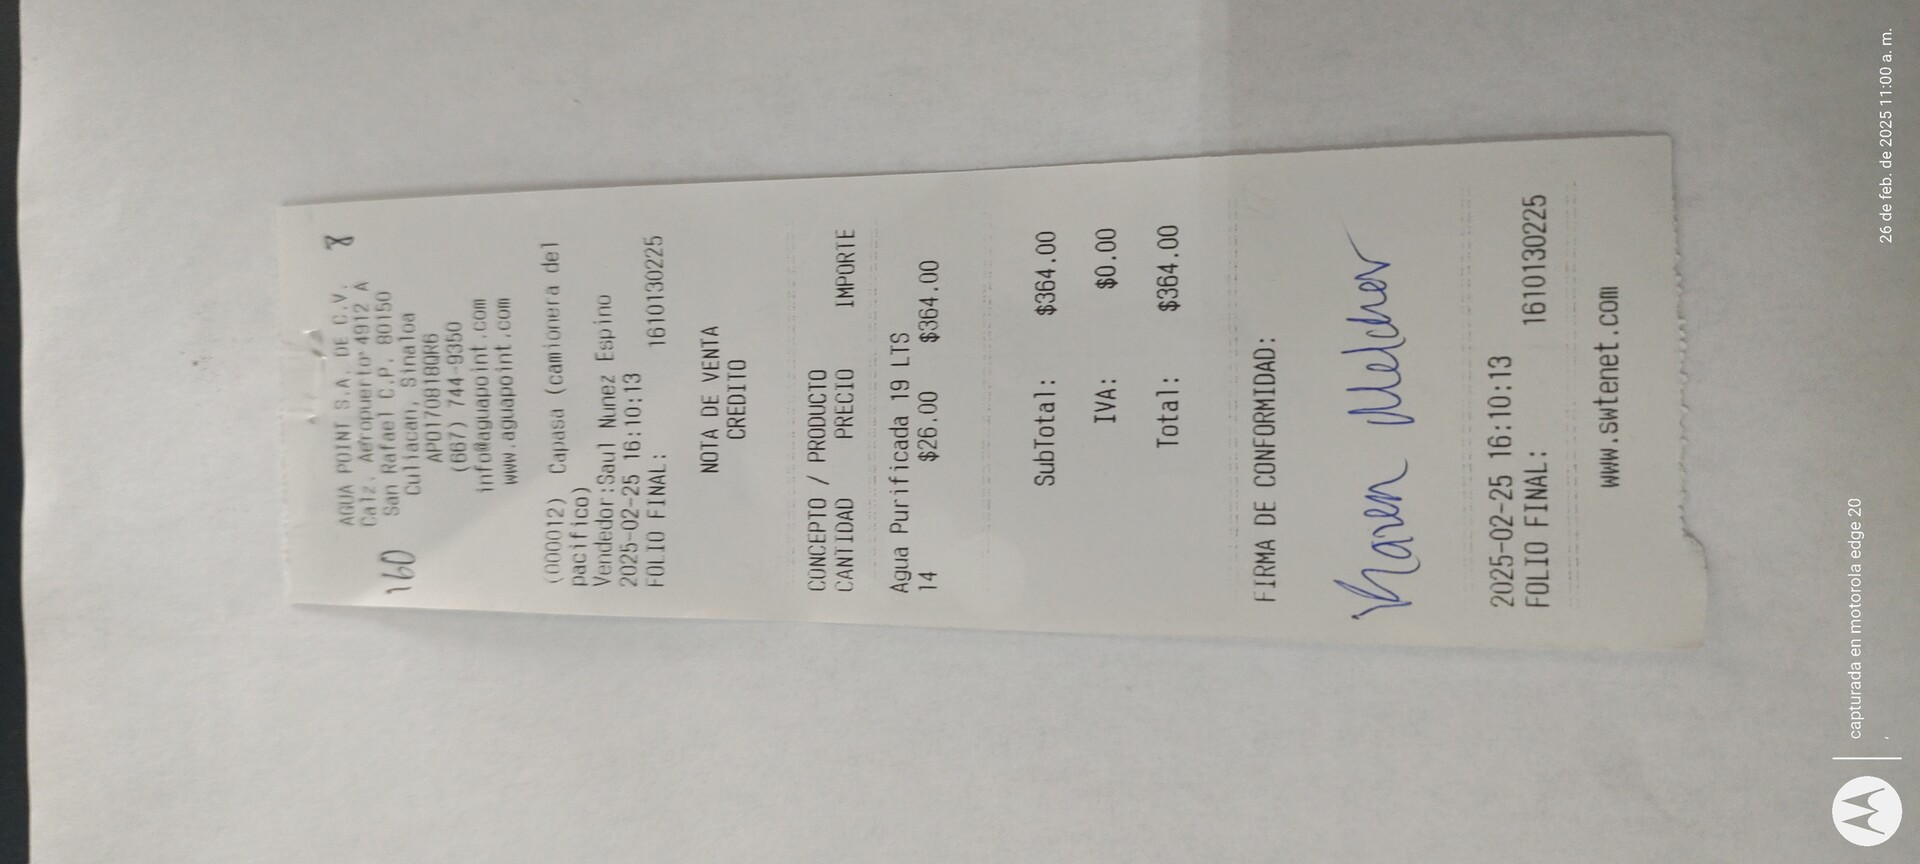 AGUA POINT S.A. DE C.V. 8
Calz. Aeropuerto 4912 A
160 San Rafael C.P. 80150
Culiacan, Sinaloa
APO170818QR6
(667) 744-9350
info@aguapoint.com
www.aguapoint.com
(000012) Capasa (camionera del
pacifico)
Vendedor:Saul Nunez Espino
2025-02-25 16:10:13
FOLIO FINAL: 1610130225
NOTA DE VENTA
CREDITO
CONCEPTO / PRODUCTO
CANTIDAD PRECIO IMPORTE
Agua Purificada 19 LTS
14 $26.00 $364.00
SubTotal: $364.00
IVA: $0.00
Total: $364.00
FIRMA DE CONFORMIDAD:
Karen Melchor
2025-02-25 16:10:13
FOLIO FINAL: 1610130225
www.swtenet.com
capturada en motorola edge 20
26 de feb. de 2025 11:00 a. m.